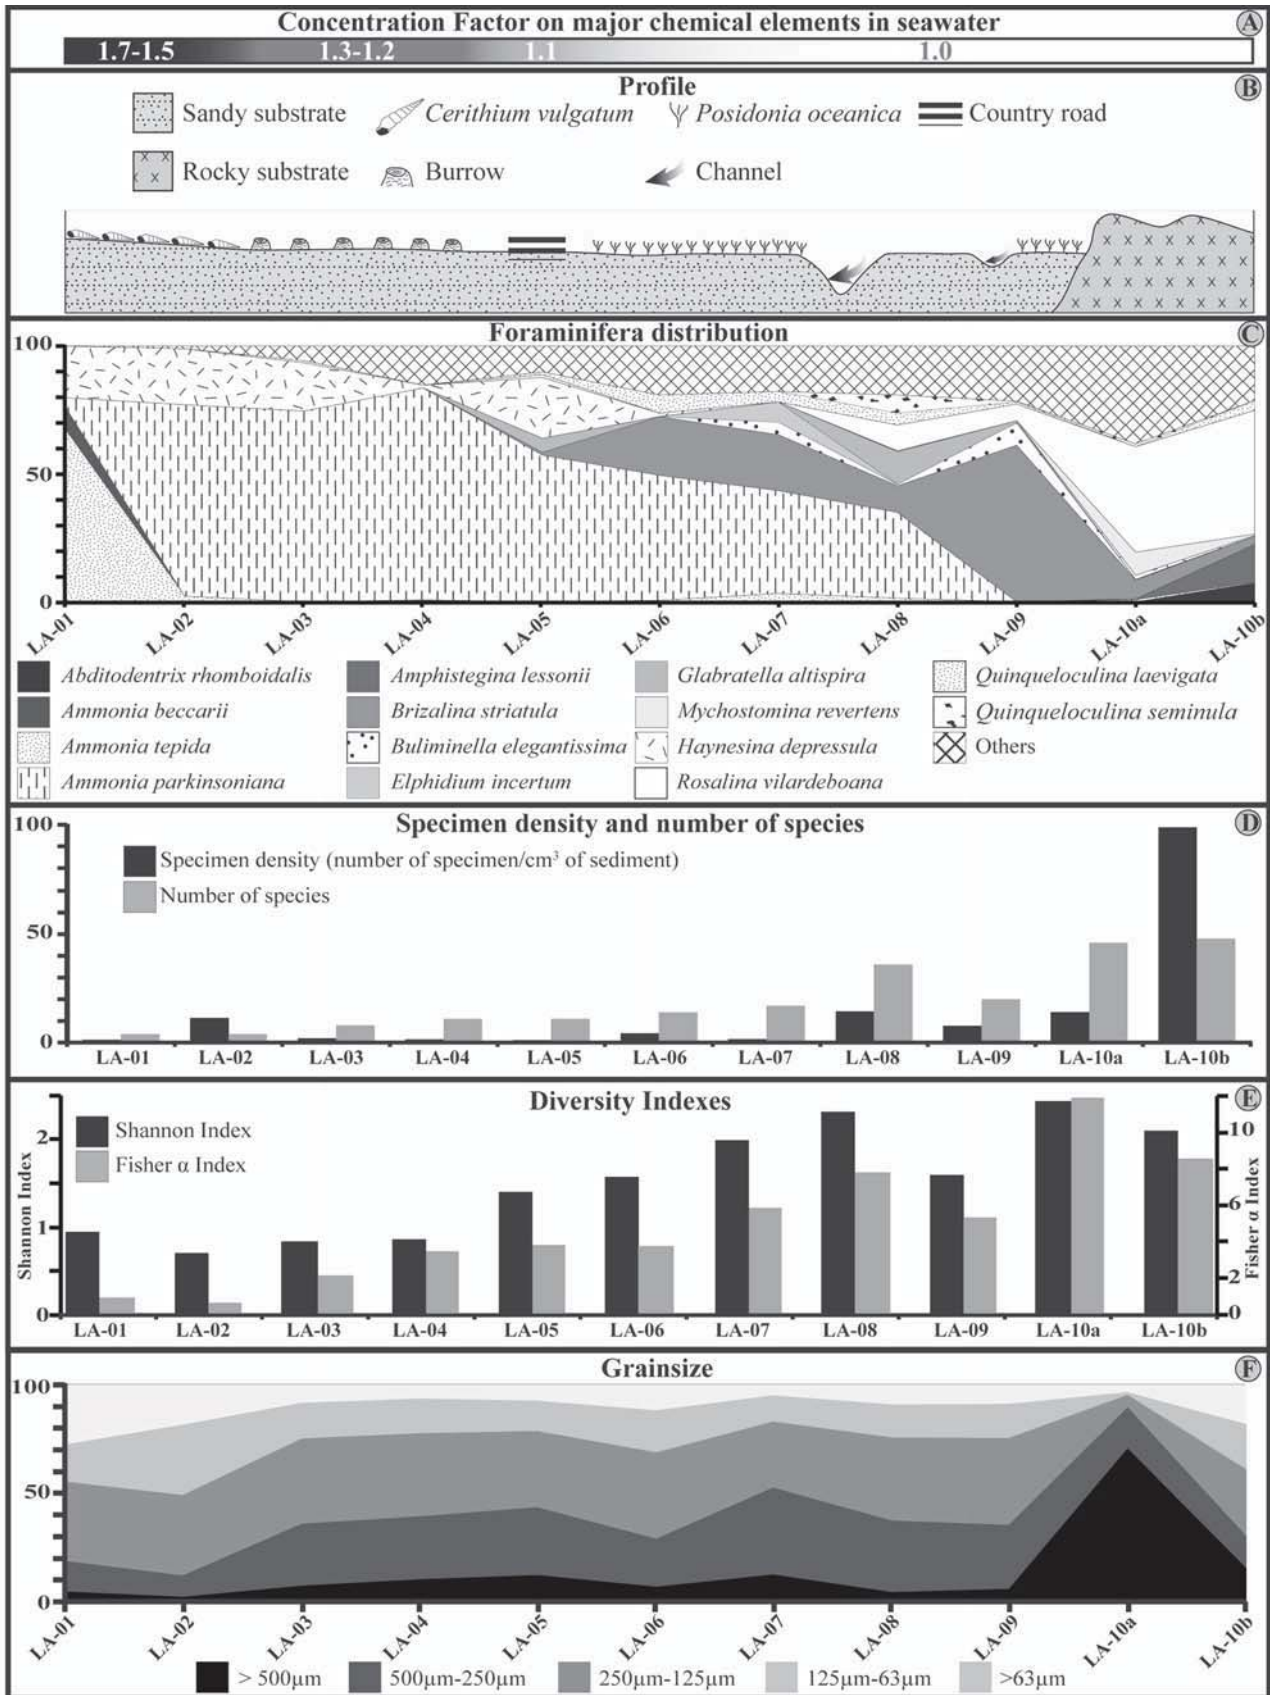 Concentration Factor on major chemical elements in seawater
A
1.7-1.5 1.3-1.2 1.1 1.0
Profile
B
Sandy substrate Cerithium vulgatum Posidonia oceanica Country road
Rocky substrate Burrow Channel
Foraminifera distribution
C
100
50
0
LA-01 LA-02 LA-03 LA-04 LA-05 LA-06 LA-07 LA-08 LA-09 LA-10a LA-10b
Abditodentrix rhomboidalis Amphistegina lessonii Glabratella altispira Quinqueloculina laevigata
Ammonia beccarii Brizalina striatula Mychostomina revertens Quinqueloculina seminula
Ammonia tepida Buliminella elegantissima Haynesina depressula Others
Ammonia parkinsoniana Elphidium incertum Rosalina vilardeboana
Specimen density and number of species
D
100
Specimen density (number of specimen/cm³ of sediment)
Number of species
50
0
LA-01 LA-02 LA-03 LA-04 LA-05 LA-06 LA-07 LA-08 LA-09 LA-10a LA-10b
Diversity Indexes
E
Shannon Index
Fisher α Index
Shannon Index
2
1
0
Fisher α Index
10
6
2
0
LA-01 LA-02 LA-03 LA-04 LA-05 LA-06 LA-07 LA-08 LA-09 LA-10a LA-10b
Grainsize
F
100
50
0
LA-01 LA-02 LA-03 LA-04 LA-05 LA-06 LA-07 LA-08 LA-09 LA-10a LA-10b
> 500µm 500µm-250µm 250µm-125µm 125µm-63µm >63µm